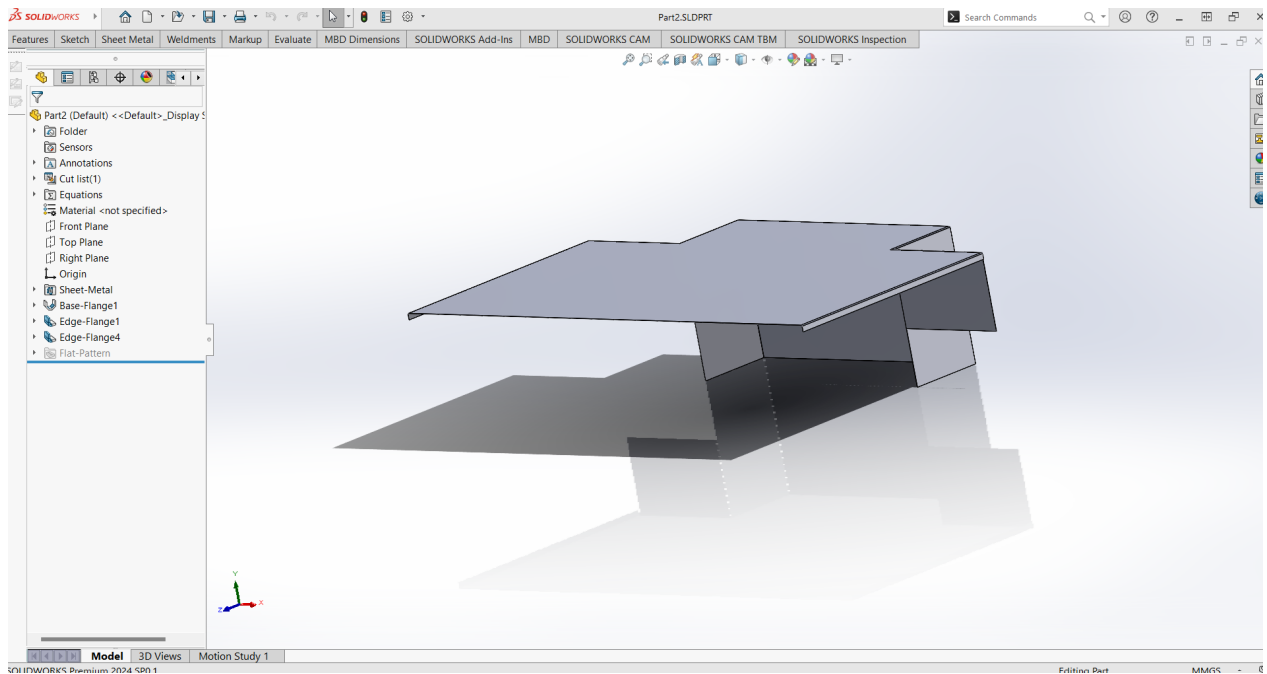 SOLIDWORKS
Part2.SLDPRT
Search Commands
Features
Sketch
Sheet Metal
Weldments
Markup
Evaluate
MBD Dimensions
SOLIDWORKS Add-Ins
MBD
SOLIDWORKS CAM
SOLIDWORKS CAM TBM
SOLIDWORKS Inspection
Part2 (Default) <<Default>_Display S
Folder
Sensors
Annotations
Cut list(1)
Equations
Material <not specified>
Front Plane
Top Plane
Right Plane
Origin
Sheet-Metal
Base-Flange1
Edge-Flange1
Edge-Flange4
Flat-Pattern
Y
Z
X
Model
3D Views
Motion Study 1
SOLIDWORKS Premium 2024 SP0.1
Editing Part
MMGS